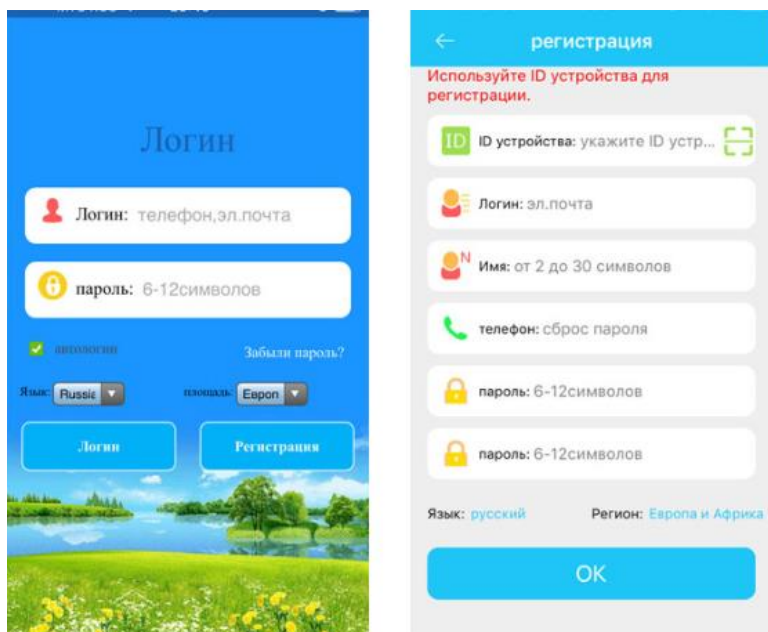 Логин
Логин: телефон,эл.почта
пароль: 6-12символов
автологин
Забыли пароль?
Язык: Russia
площадь: Европ
Логин
Регистрация
регистрация
Используйте ID устройства для
регистрации.
ID
ID устройства: укажите ID устр...
Логин: эл.почта
N
Имя: от 2 до 30 символов
телефон: сброс пароля
пароль: 6-12символов
пароль: 6-12символов
Язык: русский
Регион: Европа и Африка
OK